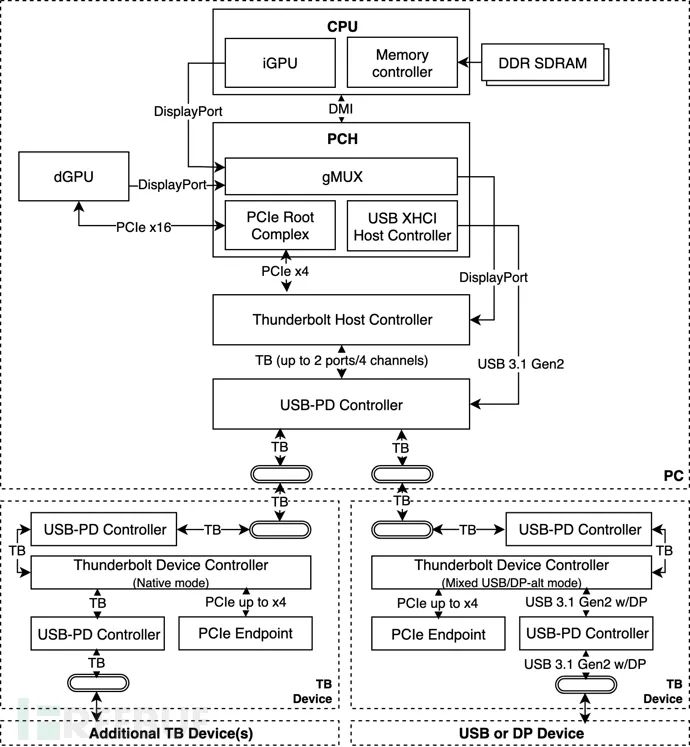 CPU
iGPU
Memory
controller
DDR SDRAM
DisplayPort
DMI
PCH
dGPU
DisplayPort
gMUX
PCIe x16
PCIe Root
Complex
USB XHCI
Host Controller
PCIe x4
DisplayPort
Thunderbolt Host Controller
TB (up to 2 ports/4 channels)
USB 3.1 Gen2
USB-PD Controller
TB
TB
PC
TB
TB
USB-PD Controller
TB
TB
Thunderbolt Device Controller
(Native mode)
TB
PCIe up to x4
USB-PD Controller
PCIe Endpoint
TB
TB
Device
Additional TB Device(s)
TB
USB-PD Controller
TB
Thunderbolt Device Controller
(Mixed USB/DP-alt mode)
PCIe up to x4
USB 3.1 Gen2 w/DP
PCIe Endpoint
USB-PD Controller
USB 3.1 Gen2 w/DP
TB
Device
USB or DP Device